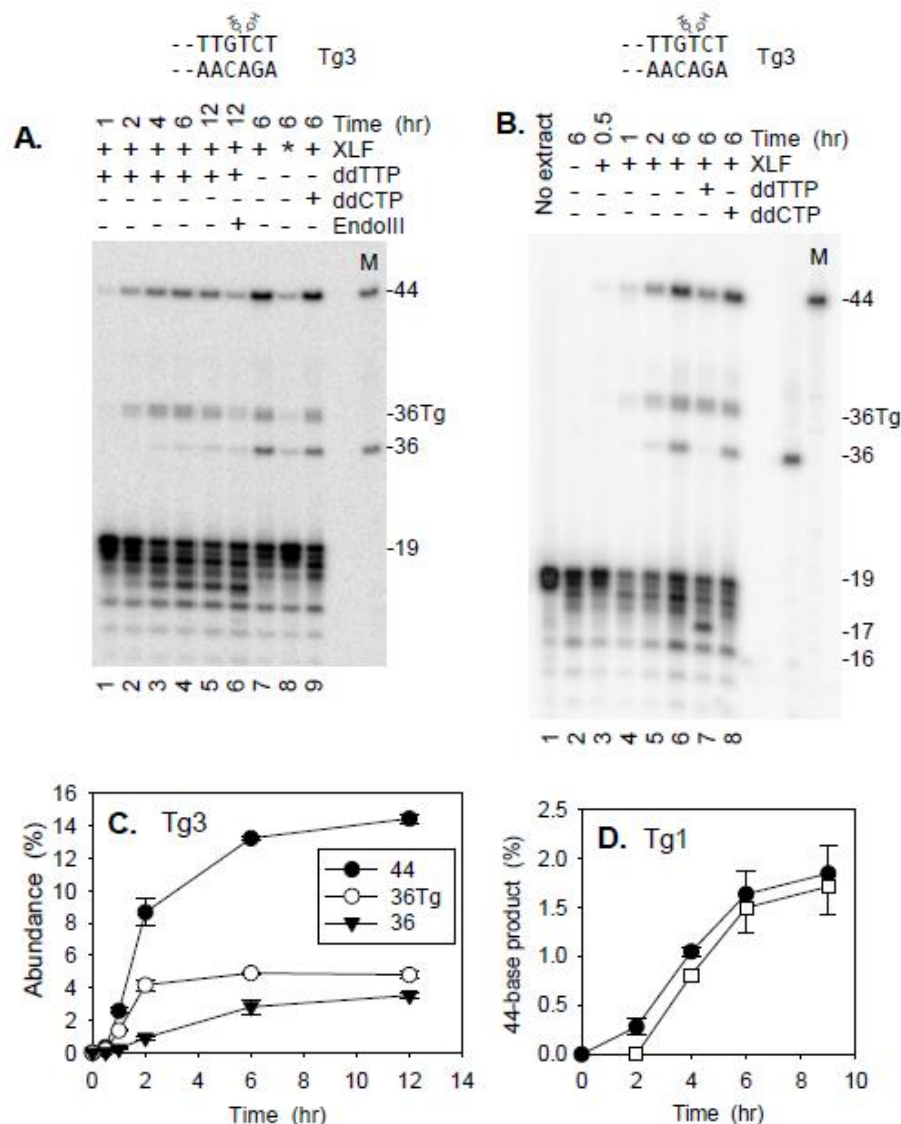 HO OH
--TTGTCT
--AACAGA
Tg3
A.
1 2 4 6 12 12 6 6 6 Time (hr)
+ + + + + + + * + XLF
+ + + + + + - - - ddTTP
- - - - - - - - + ddCTP
- - - - - + - - - EndoIII
M
-44
-36Tg
-36
-19
1 2 3 4 5 6 7 8 9
HO OH
--TTGTCT
--AACAGA
Tg3
B.
No extract
6 0.5 1 2 6 6 6 Time (hr)
- + + + + + + XLF
- - - - - + - ddTTP
- - - - - - + ddCTP
M
-44
-36Tg
-36
-19
-17
-16
1 2 3 4 5 6 7 8
C. Tg3
Abundance (%)
16
14
12
10
8
6
4
2
0
44
36Tg
36
0 2 4 6 8 10 12 14
Time (hr)
D. Tg1
44-base product (%)
2.5
2.0
1.5
1.0
0.5
0.0
0 2 4 6 8 10
Time (hr)